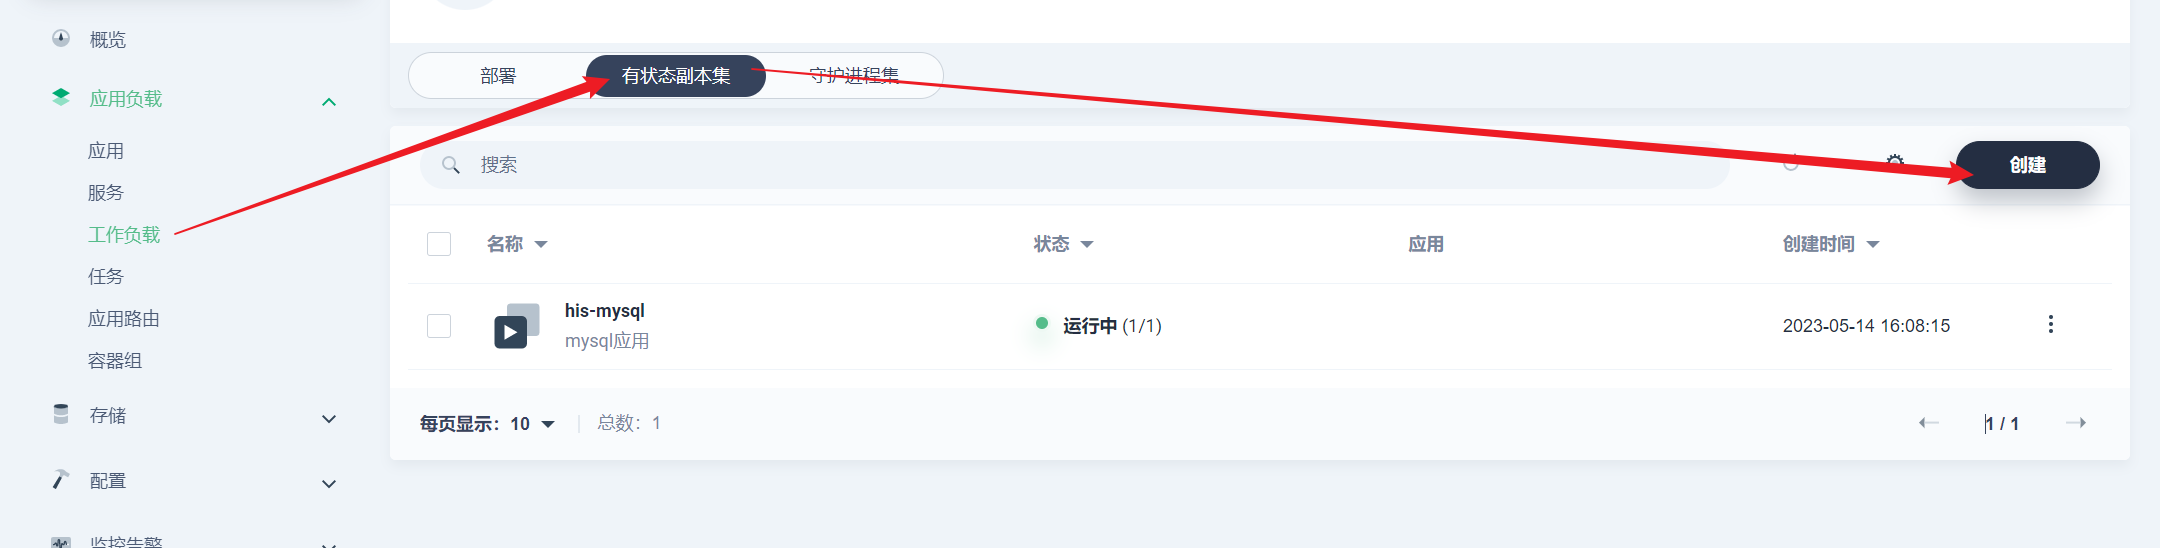 概览
应用负载
应用
服务
工作负载
任务
应用路由
容器组
存储
配置
监控告警
部署 有状态副本集 守护进程集
搜索 创建
名称 状态 应用 创建时间
his-mysql
mysql应用
运行中 (1/1)
2023-05-14 16:08:15
每页显示：10 总数：1 1 / 1